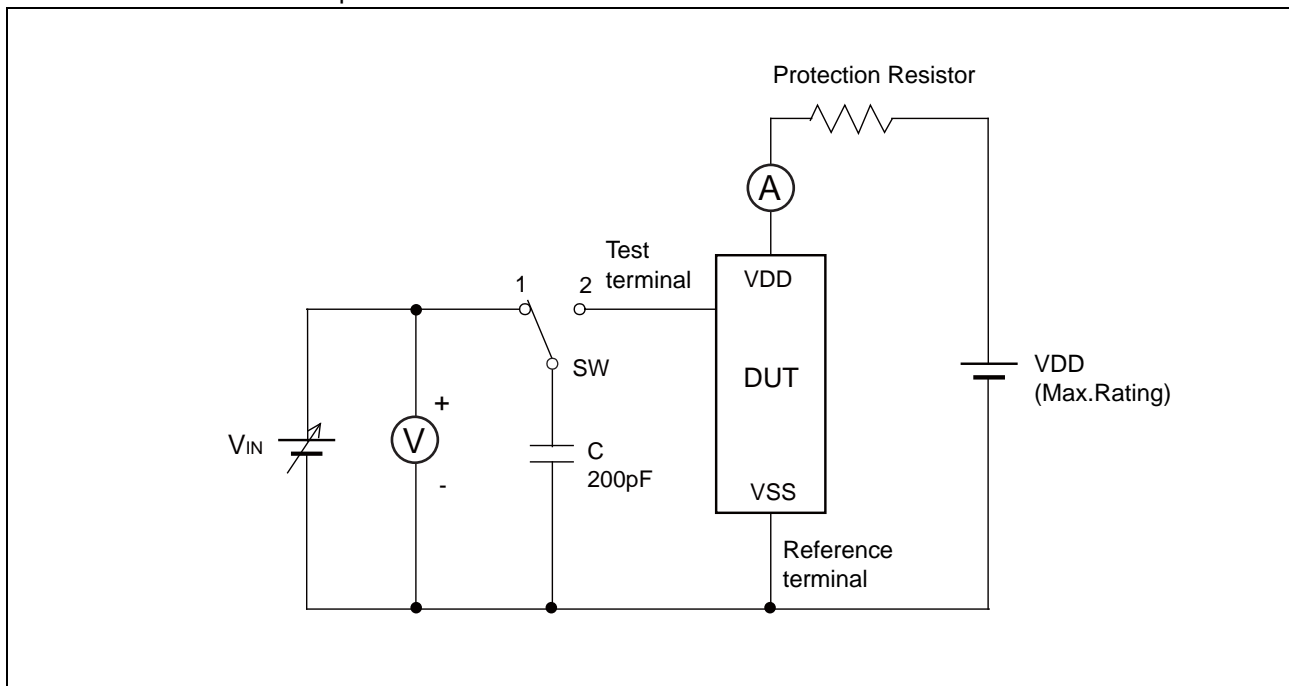 Protection Resistor
A
Test
terminal
1
2
VDD
SW
DUT
VDD
(Max.Rating)
VIN
+
V
-
C
200pF
VSS
Reference
terminal